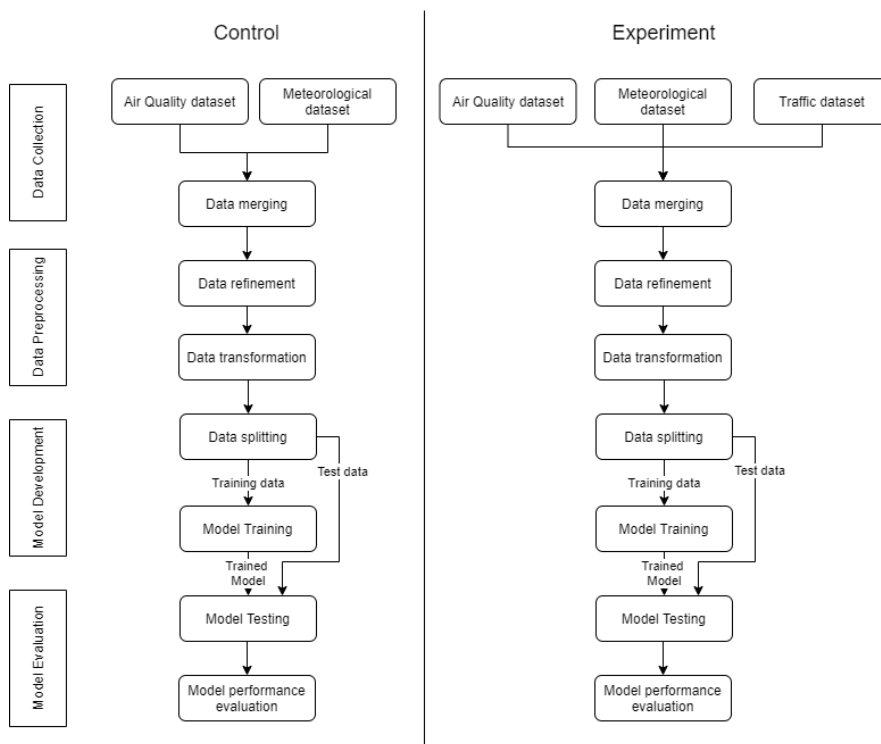 Control
Experiment
Data Collection
Air Quality dataset
Meteorological
dataset
Air Quality dataset
Meteorological
dataset
Traffic dataset
Data merging
Data merging
Data Preprocessing
Data refinement
Data refinement
Data transformation
Data transformation
Model Development
Data splitting
Test data
Training data
Model Training
Trained
Model
Data splitting
Test data
Training data
Model Training
Trained
Model
Model Evaluation
Model Testing
Model Testing
Model performance
evaluation
Model performance
evaluation